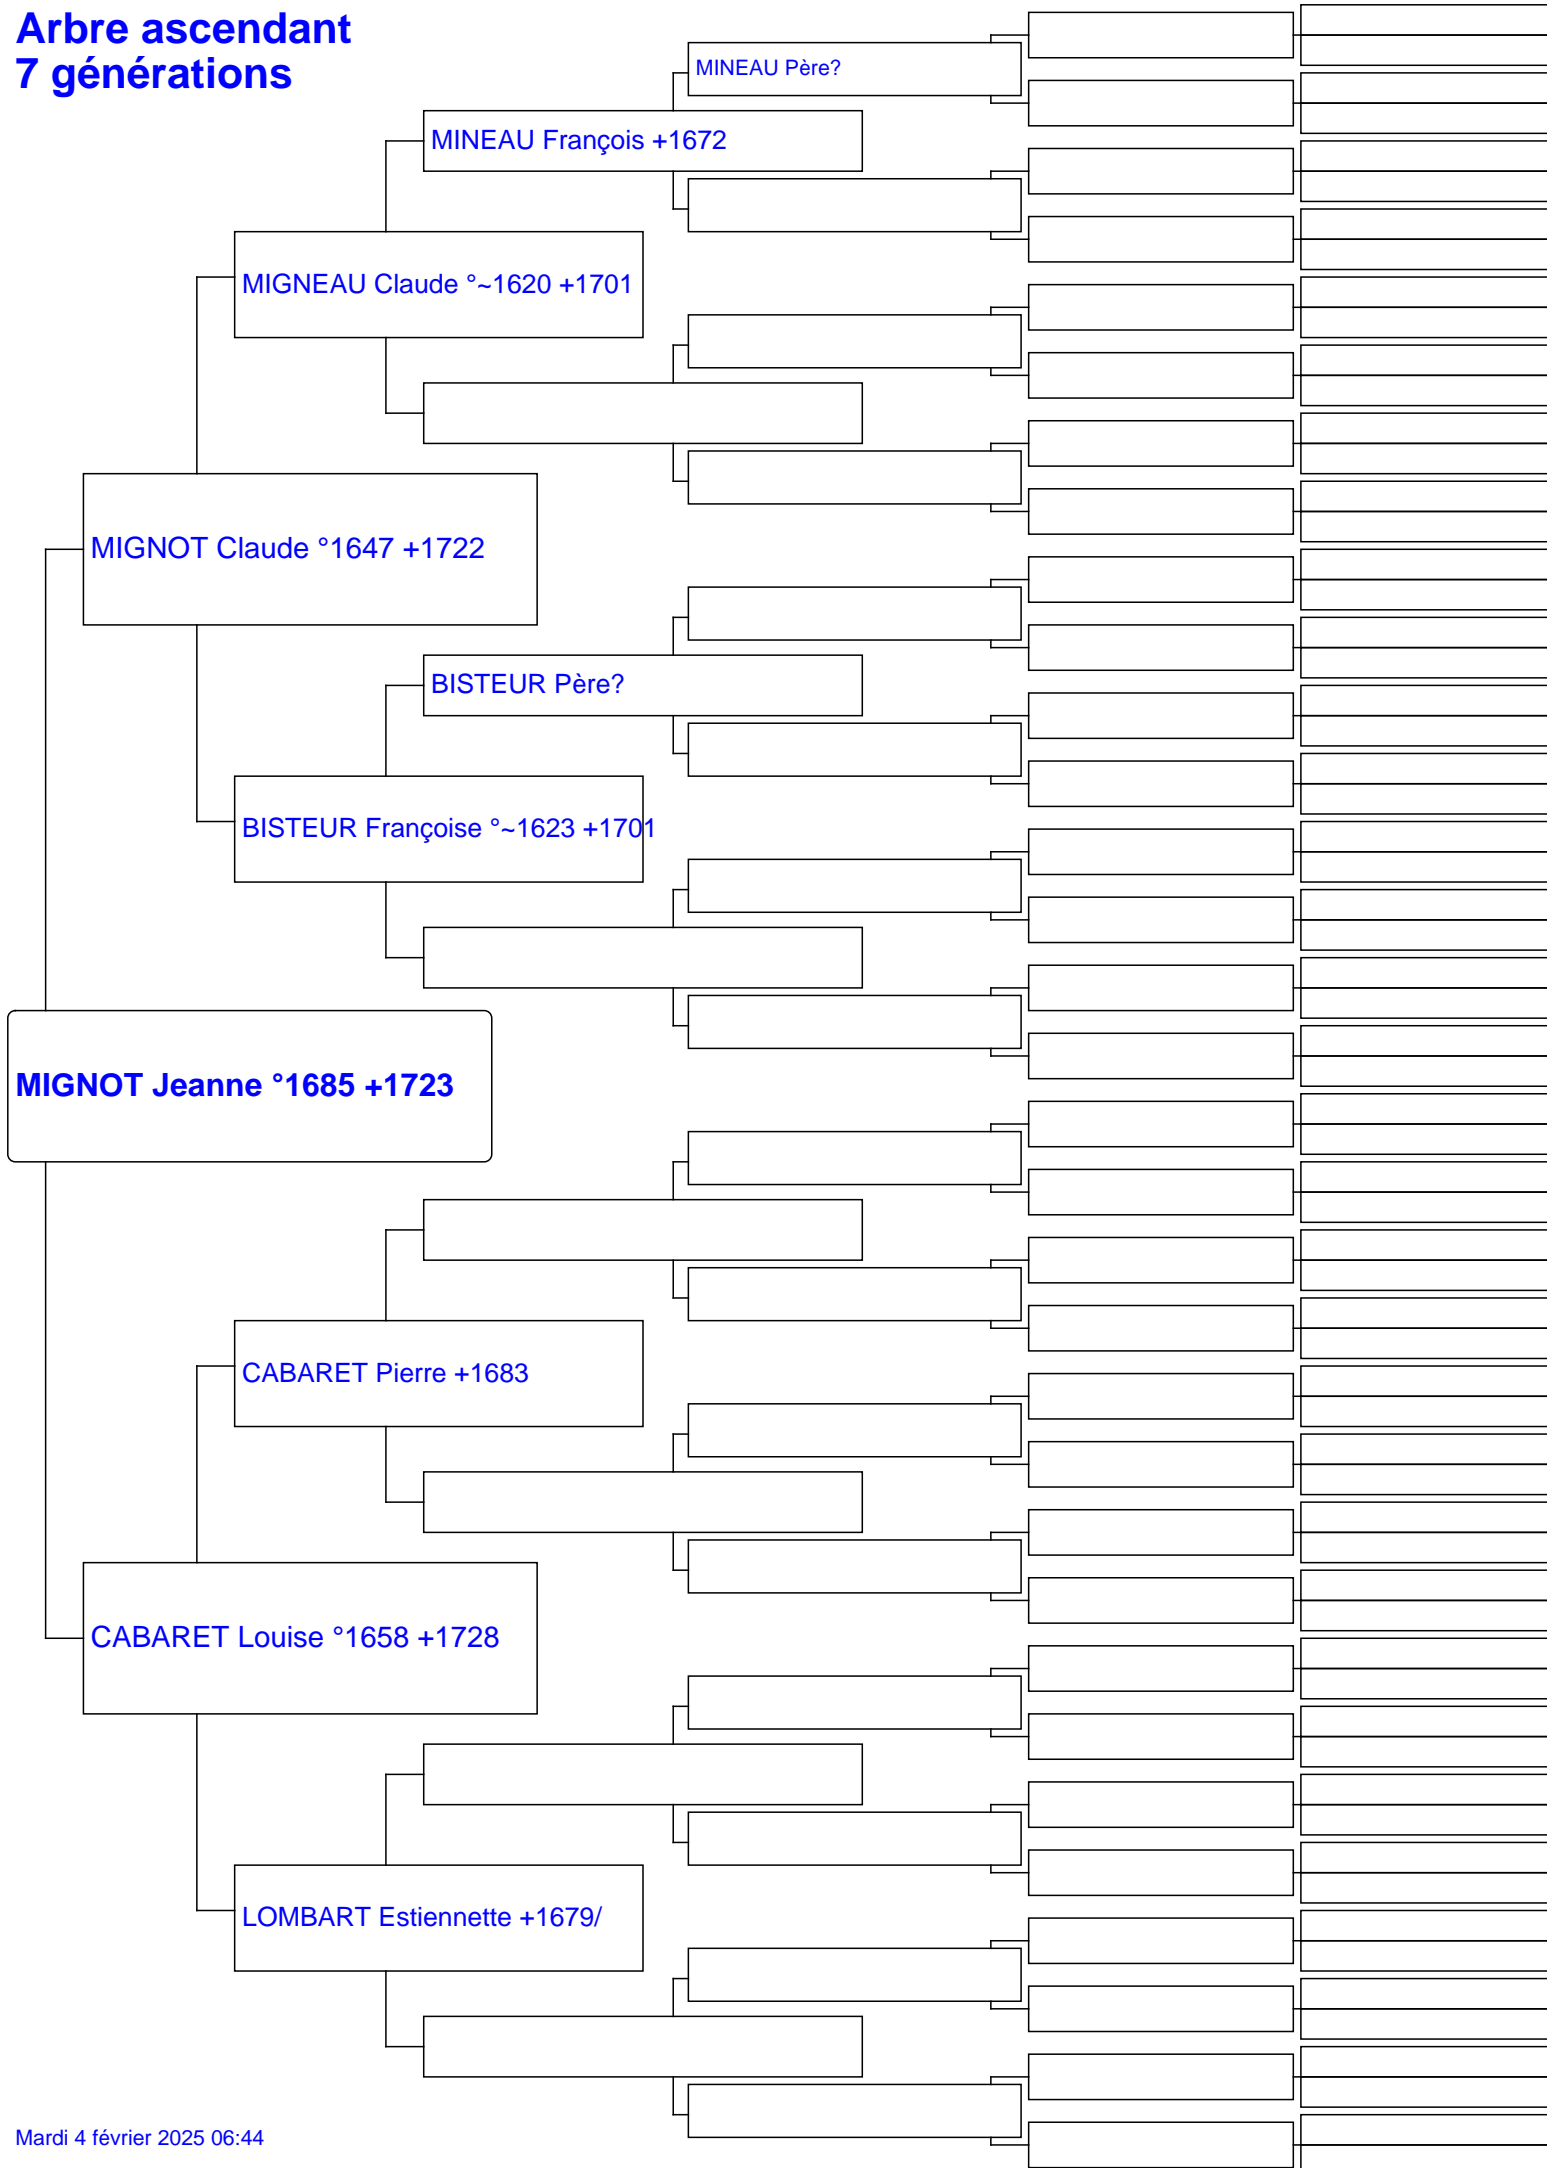 Arbre ascendant
7 générations
MINEAU Père?
MINEAU François +1672
MIGNEAU Claude °~1620 +1701
MIGNOT Claude °1647 +1722
BISTEUR Père?
BISTEUR Françoise °~1623 +1701
MIGNOT Jeanne °1685 +1723
CABARET Pierre +1683
CABARET Louise °1658 +1728
LOMBART Estiennette +1679/
Mardi 4 février 2025 06:44